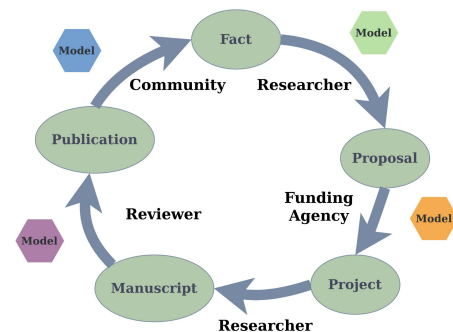 Fact
Model
Model
Community
Researcher
Publication
Proposal
Funding
Agency
Reviewer
Model
Model
Manuscript
Project
Researcher